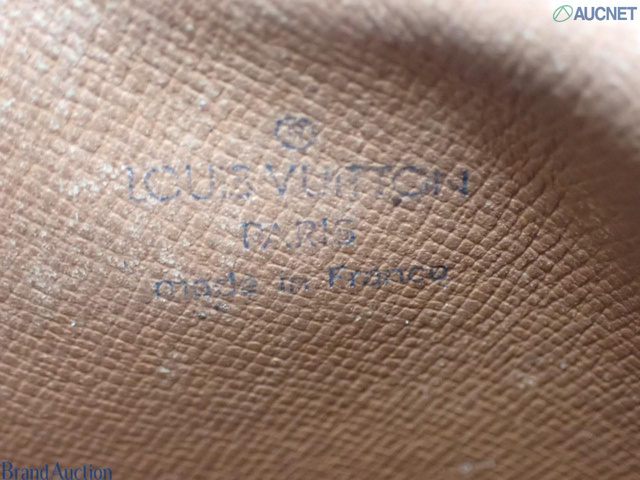 AUCNET
LOUIS VUITTON
PARIS
made in France
Brand Auction